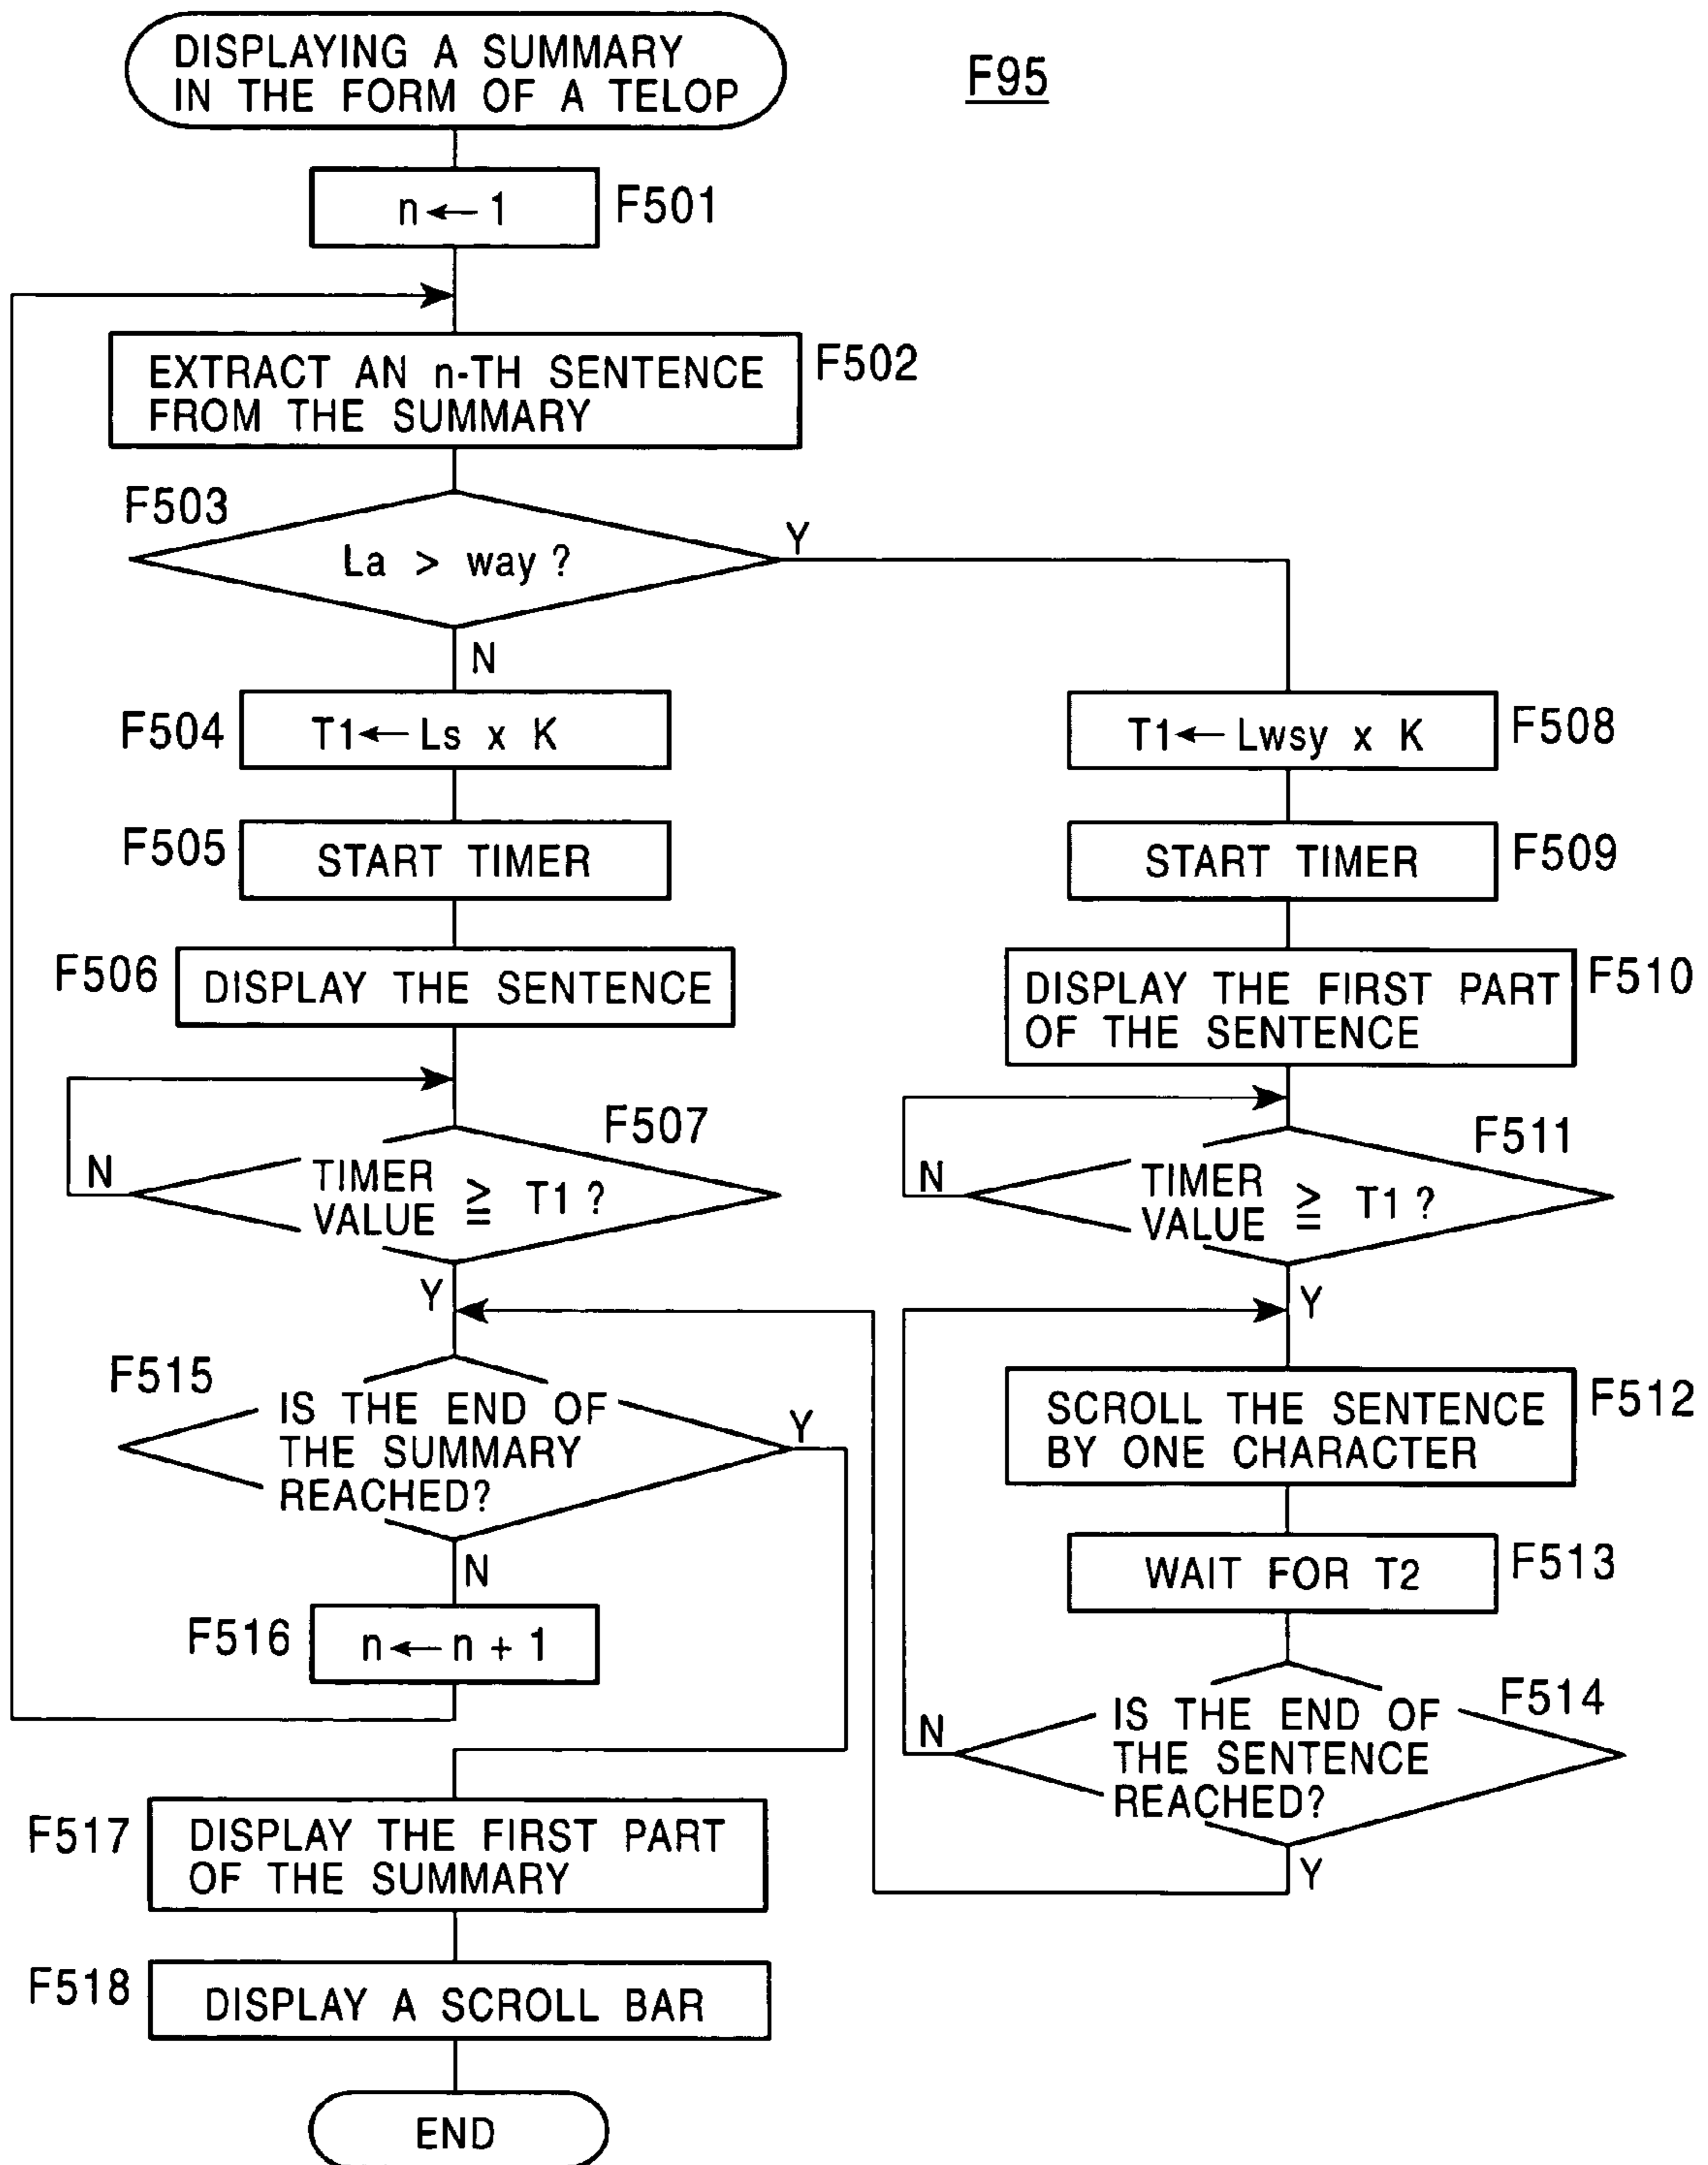 DISPLAYING A SUMMARY
IN THE FORM OF A TELOP
F95
n ← 1
F501
EXTRACT AN n-TH SENTENCE
FROM THE SUMMARY
F502
F503
La > way ?
Y
N
F504
T1 ← Ls x K
T1 ← Lwsy x K
F508
F505
START TIMER
START TIMER
F509
F506
DISPLAY THE SENTENCE
DISPLAY THE FIRST PART
OF THE SENTENCE
F510
F507
N
TIMER
VALUE ≧ T1 ?
Y
F511
N
TIMER
VALUE ≧ T1 ?
Y
F515
IS THE END OF
THE SUMMARY
REACHED?
Y
N
SCROLL THE SENTENCE
BY ONE CHARACTER
F512
WAIT FOR T2
F513
F516
n ← n + 1
F514
N
IS THE END OF
THE SENTENCE
REACHED?
Y
F517
DISPLAY THE FIRST PART
OF THE SUMMARY
F518
DISPLAY A SCROLL BAR
END